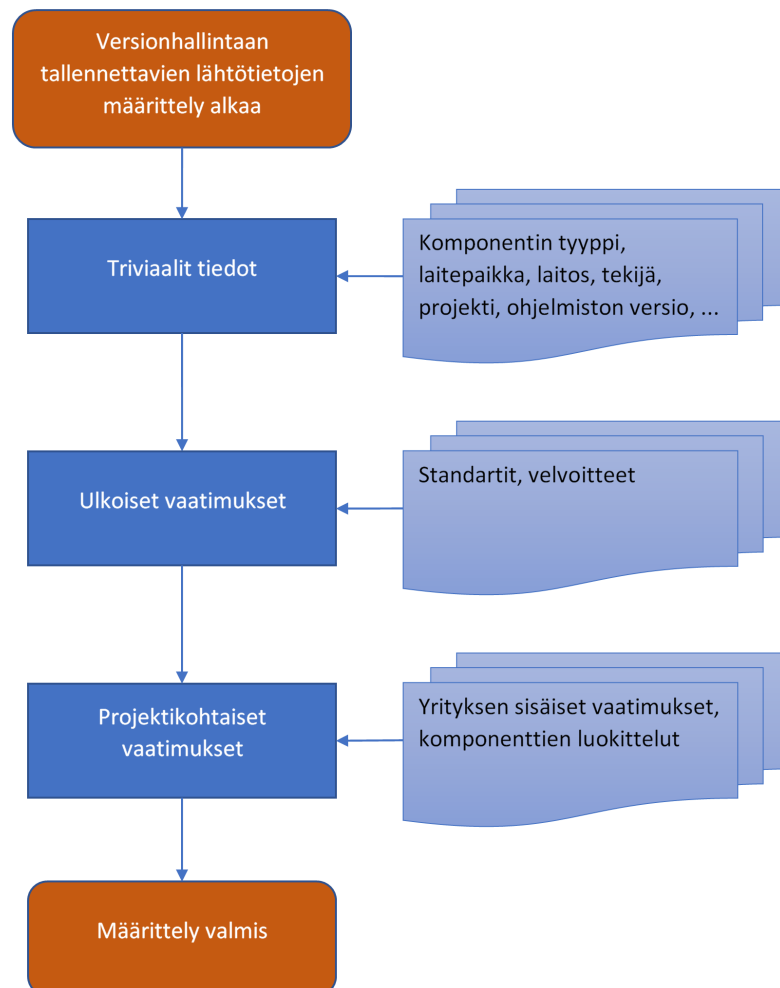 Versionhallintaan
tallennettavien lähtötietojen
määrittely alkaa
Triviaalit tiedot
Komponentin tyyppi,
laitepaikka, laitos, tekijä,
projekti, ohjelmiston versio, ...
Ulkoiset vaatimukset
Standartit, velvoitteet
Projektikohtaiset
vaatimukset
Yrityksen sisäiset vaatimukset,
komponenttien luokittelut
Määrittely valmis